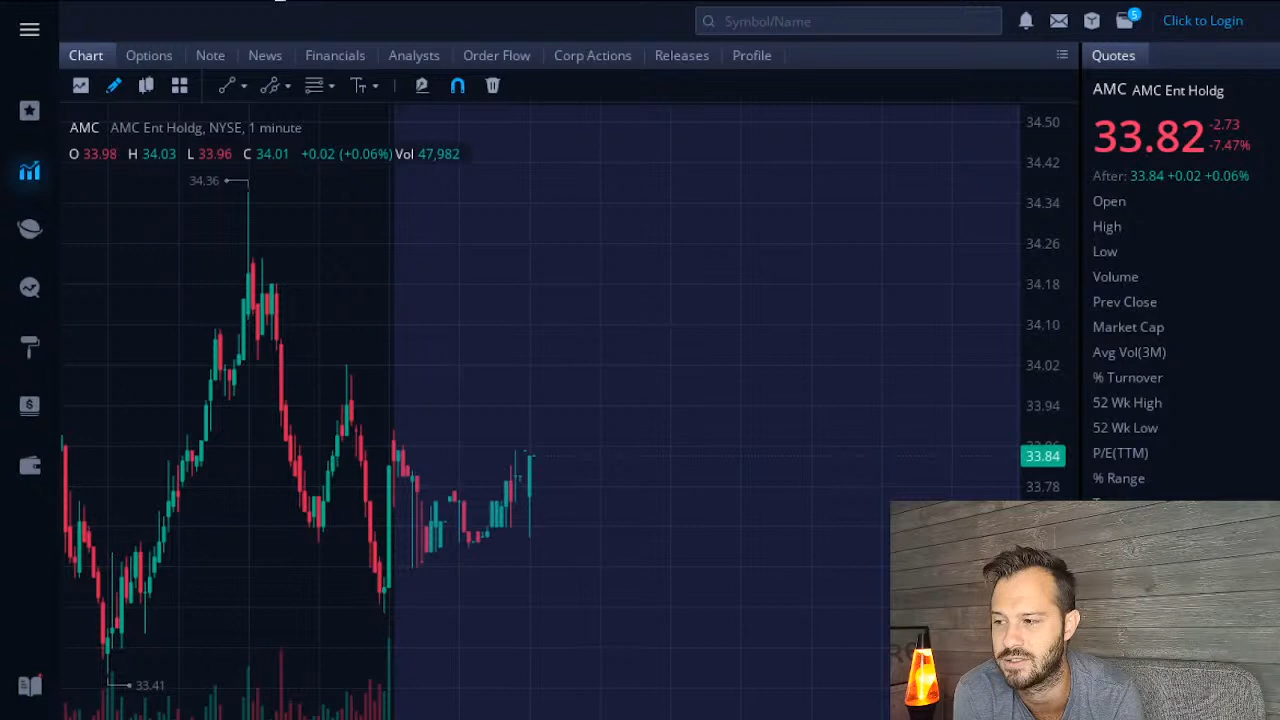 Symbol/Name
5
Click to Login
Chart Options Note News Financials Analysts Order Flow Corp Actions Releases Profile
Quotes
AMC AMC Ent Holdg
33.82 -2.73
-7.47%
After: 33.84 +0.02 +0.06%
Open
High
Low
Volume
Prev Close
Market Cap
Avg Vol(3M)
% Turnover
52 Wk High
52 Wk Low
P/E(TTM)
% Range
AMC AMC Ent Holdg, NYSE, 1 minute
O 33.98 H 34.03 L 33.96 C 34.01 +0.02 (+0.06%) Vol 47,982
34.36
33.41
34.50
34.42
34.34
34.26
34.18
34.10
34.02
33.94
33.84
33.78